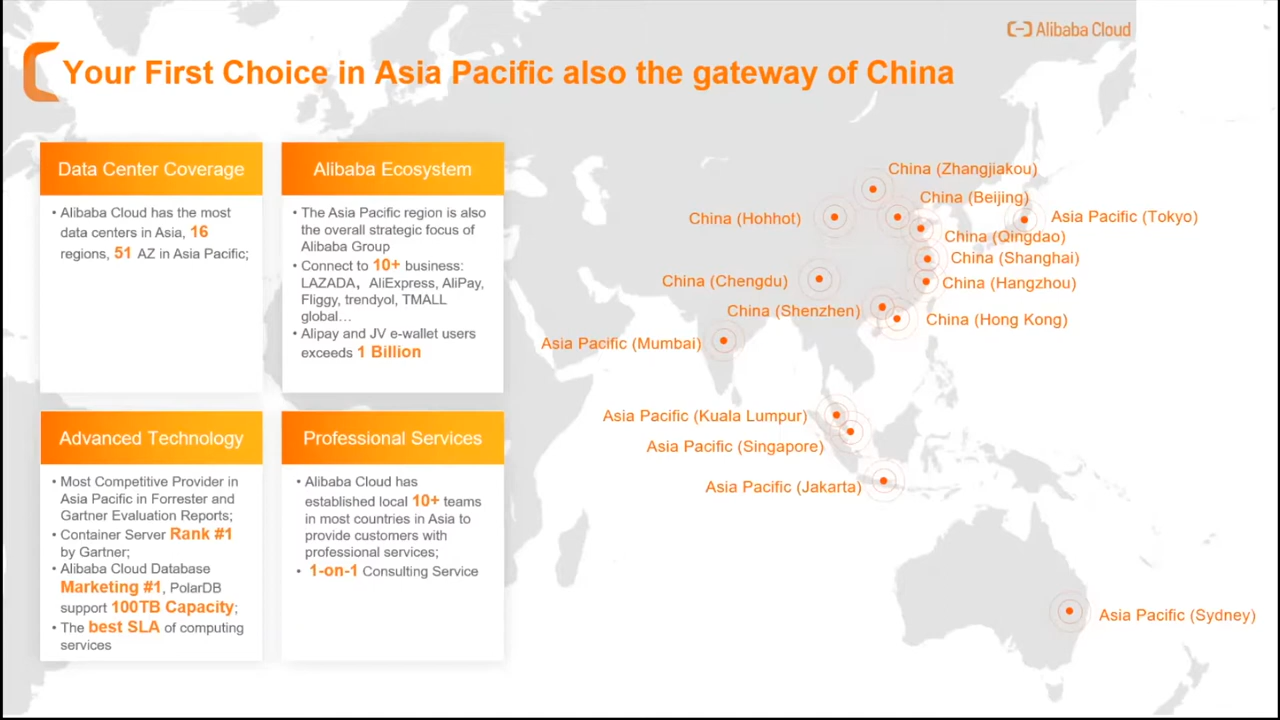 Alibaba Cloud
Your First Choice in Asia Pacific also the gateway of China
Data Center Coverage
• Alibaba Cloud has the most
data centers in Asia, 16
regions, 51 AZ in Asia Pacific;
Alibaba Ecosystem
• The Asia Pacific region is also
the overall strategic focus of
Alibaba Group
• Connect to 10+ business:
LAZADA， AliExpress, AliPay,
Fliggy, trendyol, TMALL
global…
• Alipay and JV e-wallet users
exceeds 1 Billion
Advanced Technology
• Most Competitive Provider in
Asia Pacific in Forrester and
Gartner Evaluation Reports;
• Container Server Rank #1
by Gartner;
• Alibaba Cloud Database
Marketing #1, PolarDB
support 100TB Capacity;
• The best SLA of computing
services
Professional Services
• Alibaba Cloud has
established local 10+ teams
in most countries in Asia to
provide customers with
professional services;
• 1-on-1 Consulting Service
China (Zhangjiakou)
China (Beijing)
China (Hohhot)
Asia Pacific (Tokyo)
China (Qingdao)
China (Shanghai)
China (Chengdu)
China (Hangzhou)
China (Shenzhen)
China (Hong Kong)
Asia Pacific (Mumbai)
Asia Pacific (Kuala Lumpur)
Asia Pacific (Singapore)
Asia Pacific (Jakarta)
Asia Pacific (Sydney)